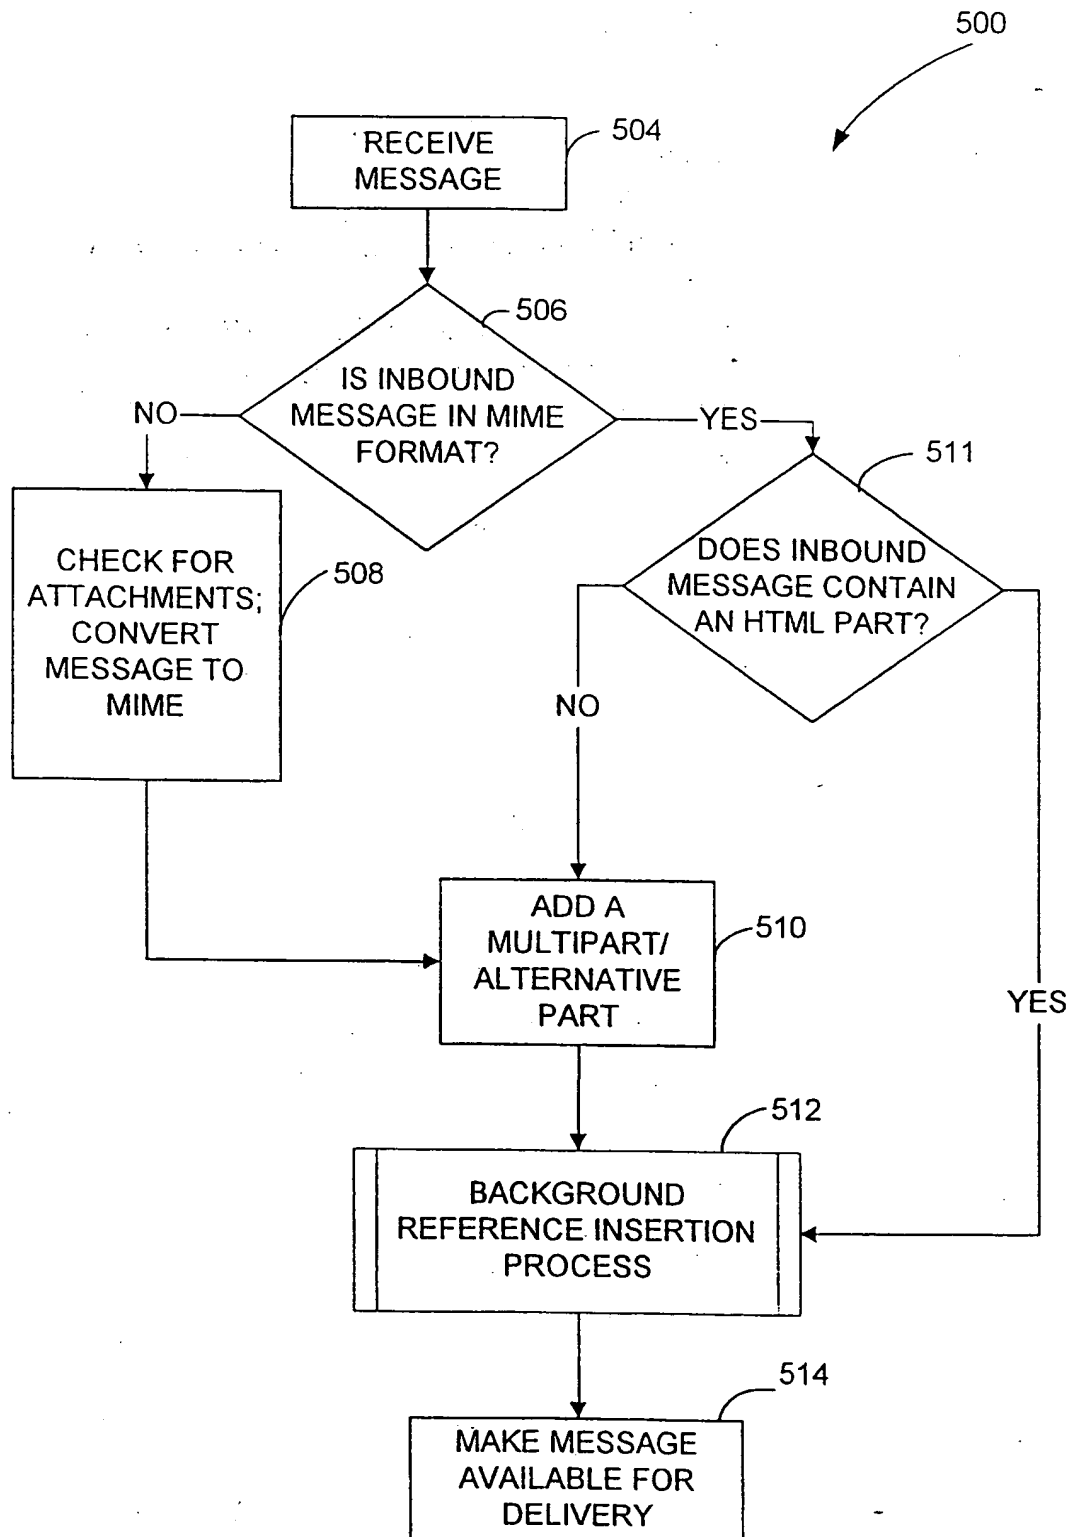 500
RECEIVE
MESSAGE
504
506
IS INBOUND
MESSAGE IN MIME
FORMAT?
NO
YES
511
CHECK FOR
ATTACHMENTS;
CONVERT
MESSAGE TO
MIME
508
DOES INBOUND
MESSAGE CONTAIN
AN HTML PART?
NO
YES
ADD A
MULTIPART/
ALTERNATIVE
PART
510
512
BACKGROUND
REFERENCE INSERTION
PROCESS
514
MAKE MESSAGE
AVAILABLE FOR
DELIVERY